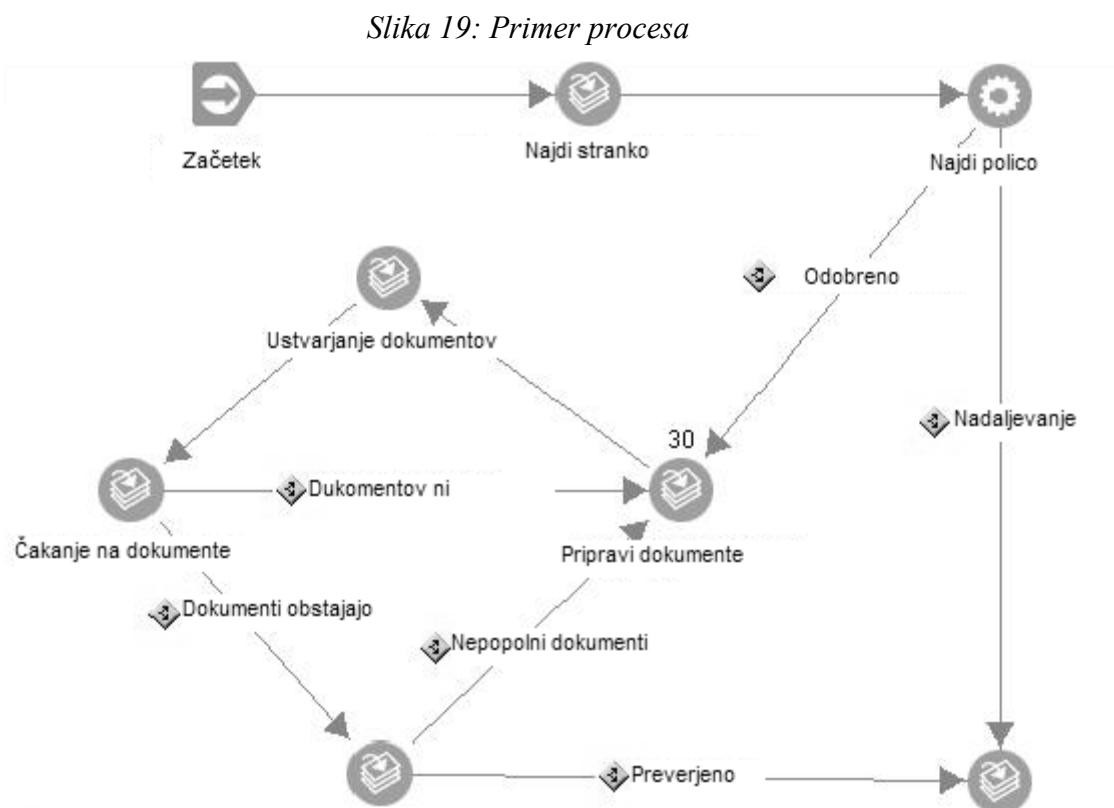 Slika 19: Primer procesa
Začetek
Najdi stranko
Najdi polico
Odobreno
Ustvarjanje dokumentov
Nadaljevanje
30
Dukomentov ni
Čakanje na dokumente
Pripravi dokumente
Dokumenti obstajajo
Nepopolni dokumenti
Preverjeno